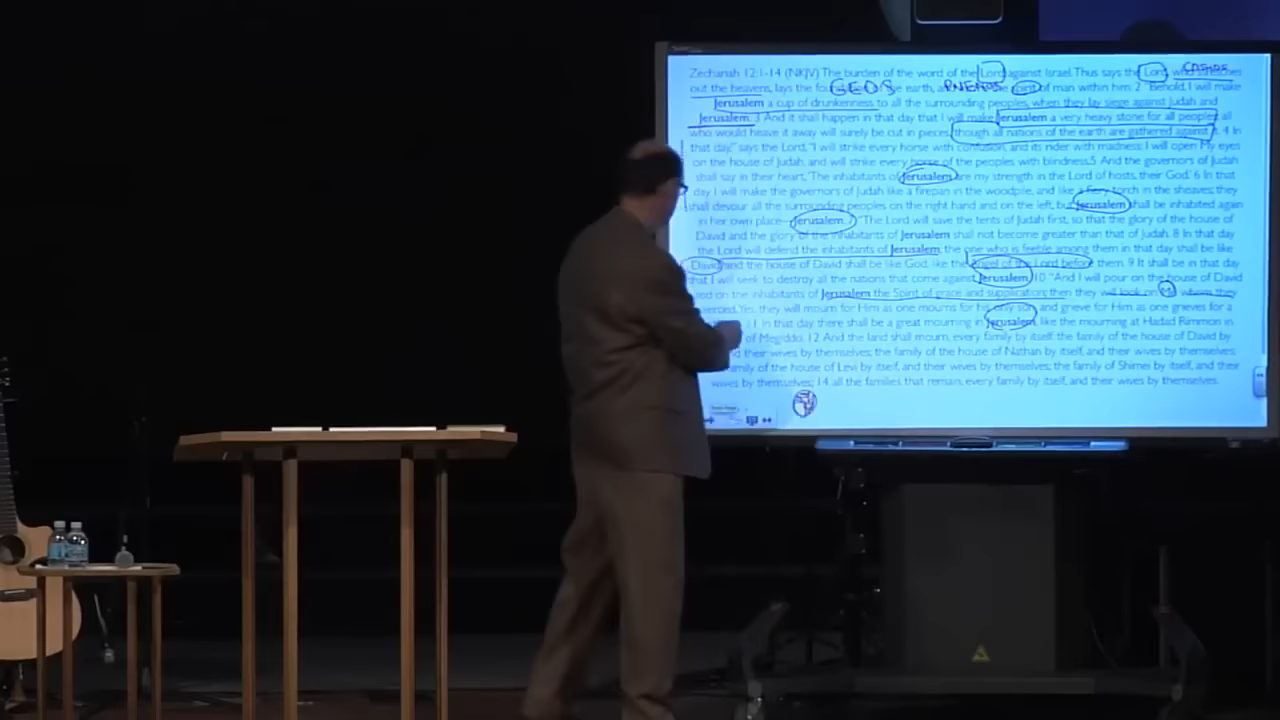 Zechariah 12:1-14 (NKJV) The burden of the word of the Lord against Israel. Thus says the Lord, who stretches
COSMOS
out the heavens, lays the foundation of the earth, and the spirit of man within him: 2 "Behold, I will make
GEOS PNEMOS
Jerusalem a cup of drunkenness to all the surrounding peoples, when they lay siege against Judah and
Jerusalem. 3 And it shall happen in that day that I will make Jerusalem a very heavy stone for all peoples; all
who would heave it away will surely be cut in pieces, though all nations of the earth are gathered against it. 4 In
that day," says the Lord, "I will strike every horse with confusion, and its rider with madness; I will open My eyes
on the house of Judah, and will strike every horse of the peoples with blindness. 5 And the governors of Judah
shall say in their heart, 'The inhabitants of Jerusalem are my strength in the Lord of hosts, their God.' 6 In that
day I will make the governors of Judah like a firepan in the woodpile, and like a fiery torch in the sheaves; they
shall devour all the surrounding peoples on the right hand and on the left, but Jerusalem shall be inhabited again
in her own place—Jerusalem. 7 "The Lord will save the tents of Judah first, so that the glory of the house of
David and the glory of the inhabitants of Jerusalem shall not become greater than that of Judah. 8 In that day
the Lord will defend the inhabitants of Jerusalem; the one who is feeble among them in that day shall be like
David, and the house of David shall be like God, like the Angel of the Lord before them. 9 It shall be in that day
that I will seek to destroy all the nations that come against Jerusalem. 10 "And I will pour on the house of David
and on the inhabitants of Jerusalem the Spirit of grace and supplication; then they will look on Me whom they
pierced. Yes, they will mourn for Him as one mourns for his only son, and grieve for Him as one grieves for a
11 In that day there shall be a great mourning in Jerusalem, like the mourning at Hadad Rimmon in
of Megiddo. 12 And the land shall mourn, every family by itself: the family of the house of David by
and their wives by themselves; the family of the house of Nathan by itself, and their wives by themselves;
family of the house of Levi by itself, and their wives by themselves; the family of Shimei by itself, and their
wives by themselves; 14 all the families that remain, every family by itself, and their wives by themselves.